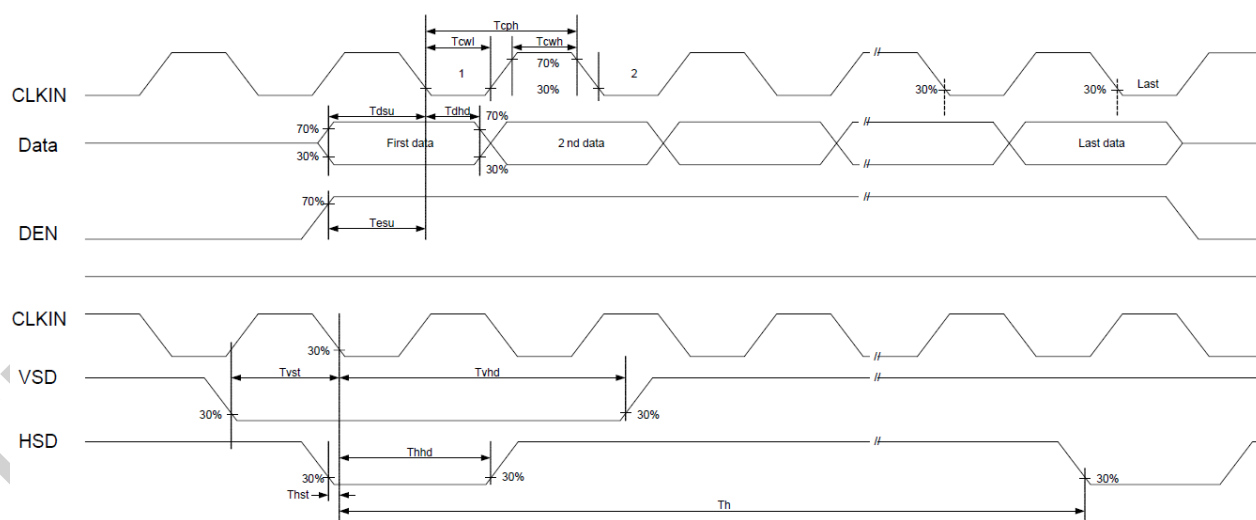 Tcph
Tcwl Tcwh
1 70% 2
30% 30% 30% Last
CLKIN
Tdsu Tdhd
70% 70%
Data First data 2 nd data Last data
30% 30%
70%
DEN Tesu
CLKIN
30%
VSD Tvst Tvhd
30% 30%
HSD
Thhd
30% 30% 30%
Thst
Th